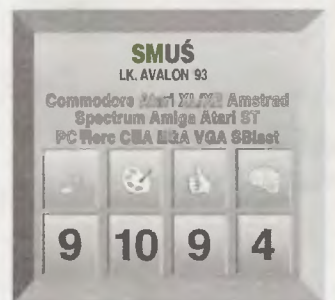 SMUŚ
LK. AVALON 93
Commodore Atari XL/XE Amstrad
Spectrum Amiga Atari ST
PC Herc CGA EGA VGA SBlast
9 10 9 4